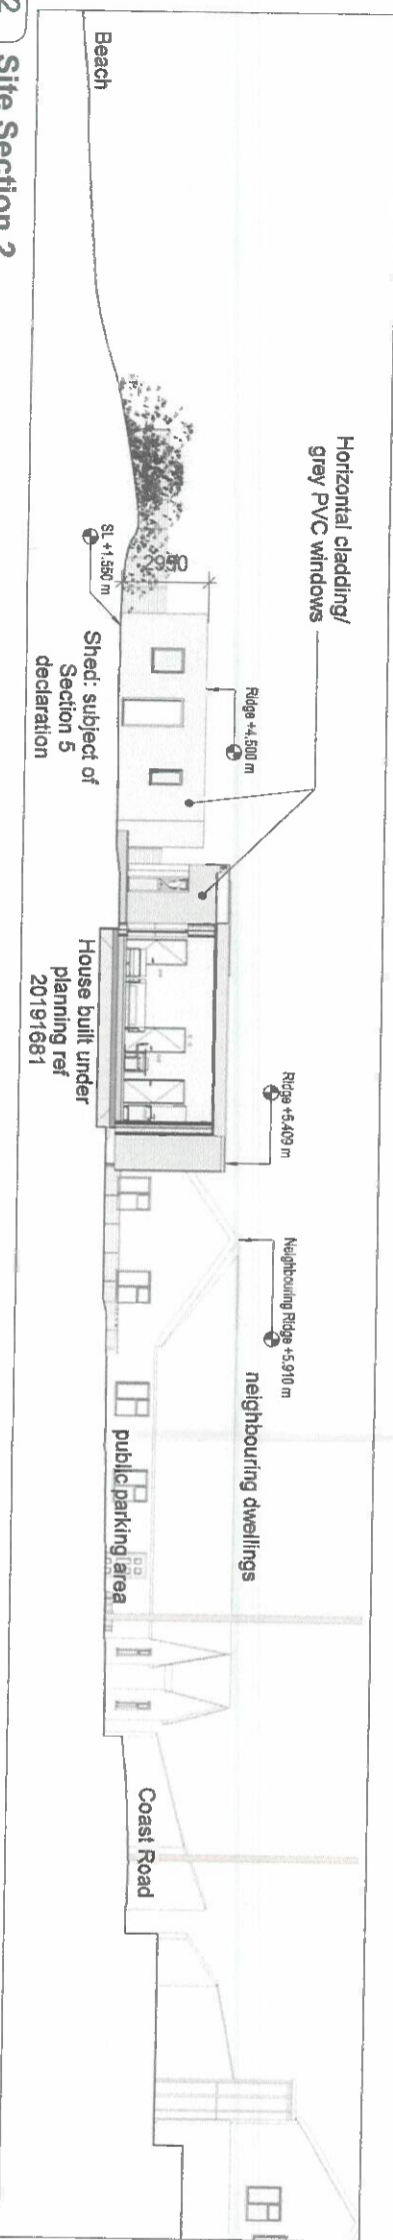 2 Site Section 2
Beach
Horizontal cladding/
grey PVC windows
2950
SL +1.550 m
Shed: subject of
Section 5
declaration
Ridge +4.500 m
House built under
planning ref
20191681
Ridge +5.409 m
Neighbouring Ridge +5.910 m
neighbouring dwellings
public parking area
Coast Road